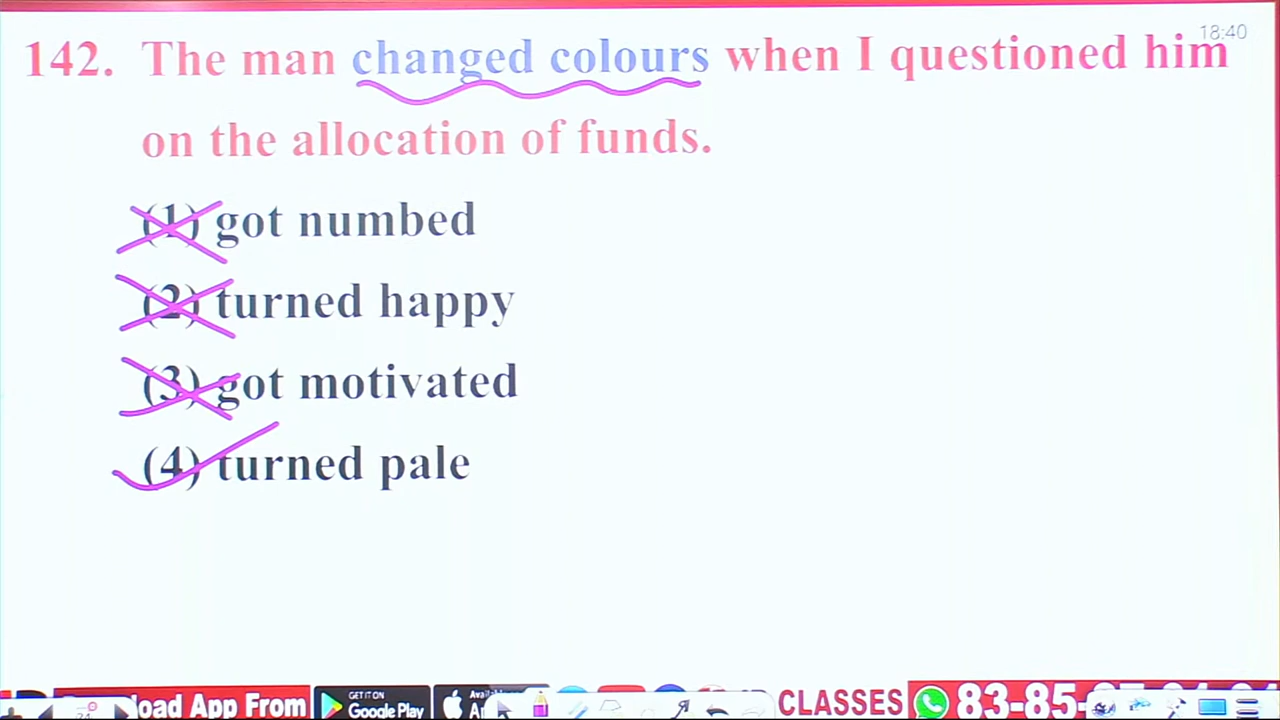 18:40
142. The man changed colours when I questioned him
on the allocation of funds.
(1) got numbed
(2) turned happy
(3) got motivated
(4) turned pale
load App From
GET IT ON
Google Play
CLASSES
83-85-